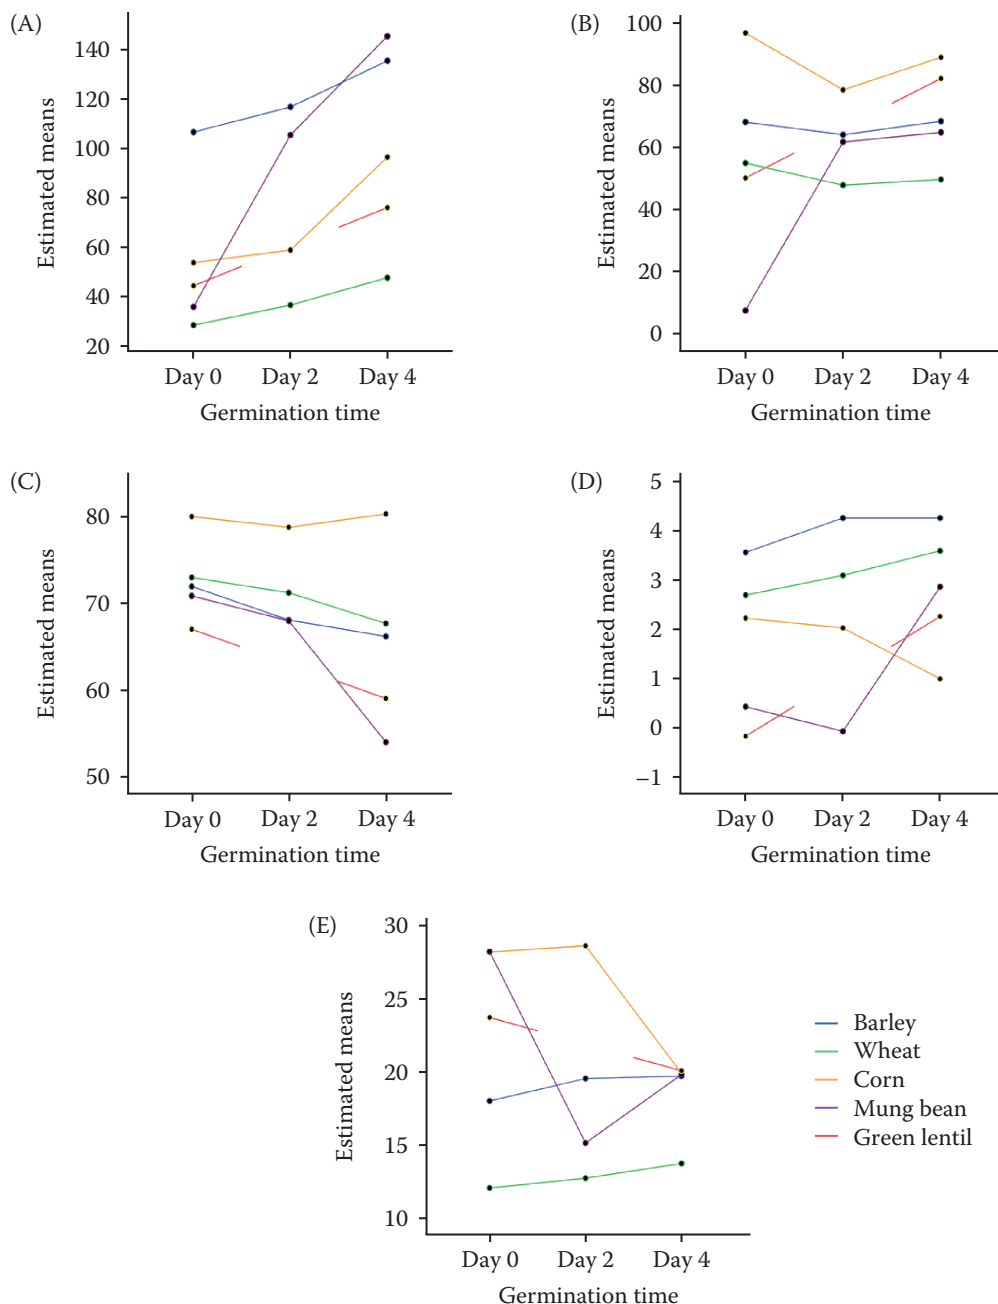 (A)
Estimated means
140
120
100
80
60
40
20
Day 0 Day 2 Day 4
Germination time
(B)
Estimated means
100
80
60
40
20
0
Day 0 Day 2 Day 4
Germination time
(C)
Estimated means
80
70
60
50
Day 0 Day 2 Day 4
Germination time
(D)
Estimated means
5
4
3
2
1
0
–1
Day 0 Day 2 Day 4
Germination time
(E)
Estimated means
30
25
20
15
10
Day 0 Day 2 Day 4
Germination time
Barley
Wheat
Corn
Mung bean
Green lentil